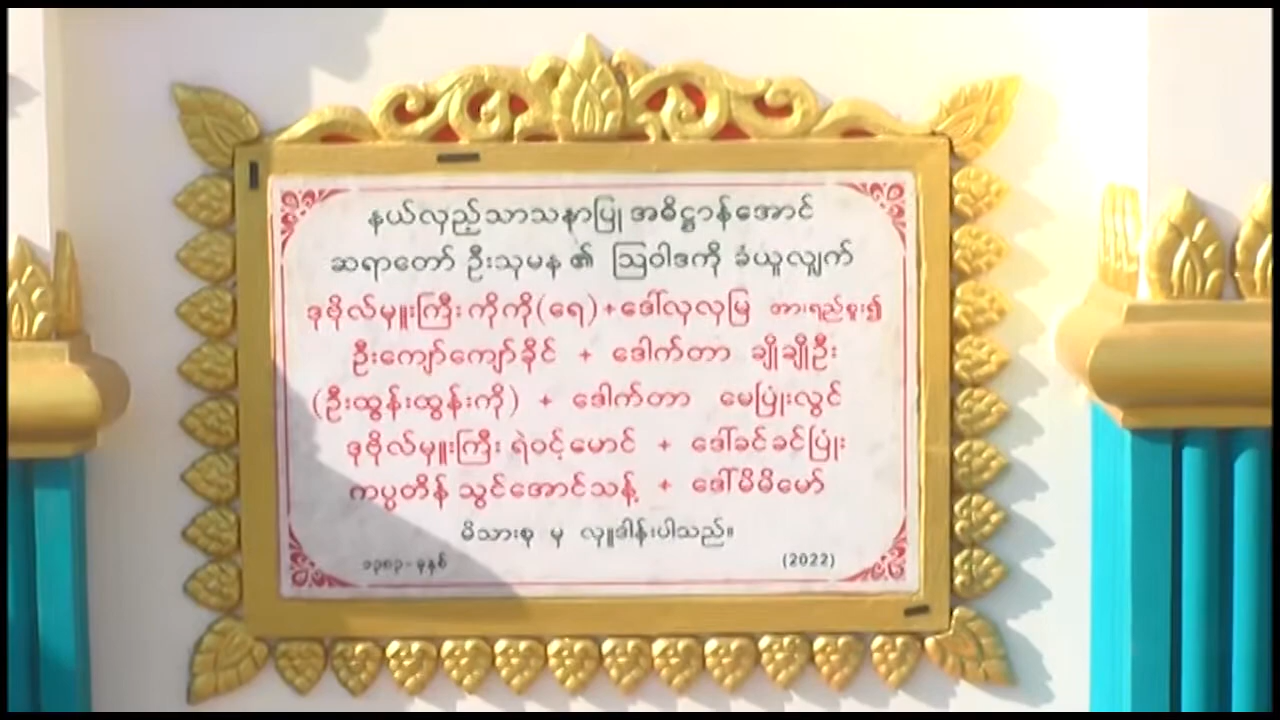 နယ်လှည့်သာသနာပြု အဓိဋ္ဌာန်အောင်
ဆရာတော် ဦးသုမန ၏ ဩဝါဒကို ခံယူလျှက်
ဒုဗိုလ်မှူးကြီး ကိုကို(ရေ)+ဒေါ်လှလှမြ အားရည်စူး၍
ဦးကျော်ကျော်ခိုင် + ဒေါက်တာ ချိုချိုဦး
(ဦးထွန်းထွန်းကို) + ဒေါက်တာ မေပြုံးလွင်
ဒုဗိုလ်မှူးကြီး ရဲဝင့်မောင် + ဒေါ်ခင်ခင်ပြုံး
ကပ္ပတိန် သွင်အောင်သန့် + ဒေါ်မိမိမော်
မိသားစု မှ လှူဒါန်းပါသည်။
၁၃၈၃-ခုနှစ် (2022)